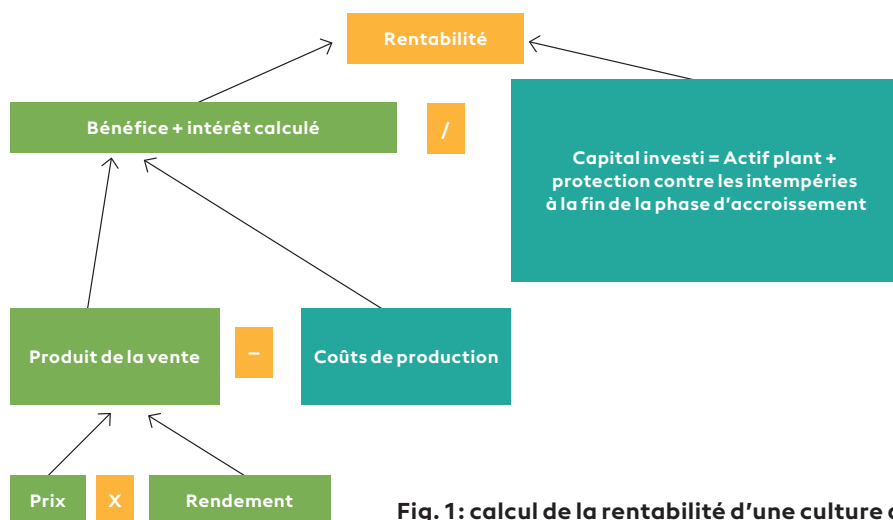 Rentabilité
Bénéfice + intérêt calculé
/
Capital investi = Actif plant +
protection contre les intempéries
à la fin de la phase d’accroissement
Produit de la vente
–
Coûts de production
Prix
X
Rendement
Fig. 1: calcul de la rentabilité d’une culture